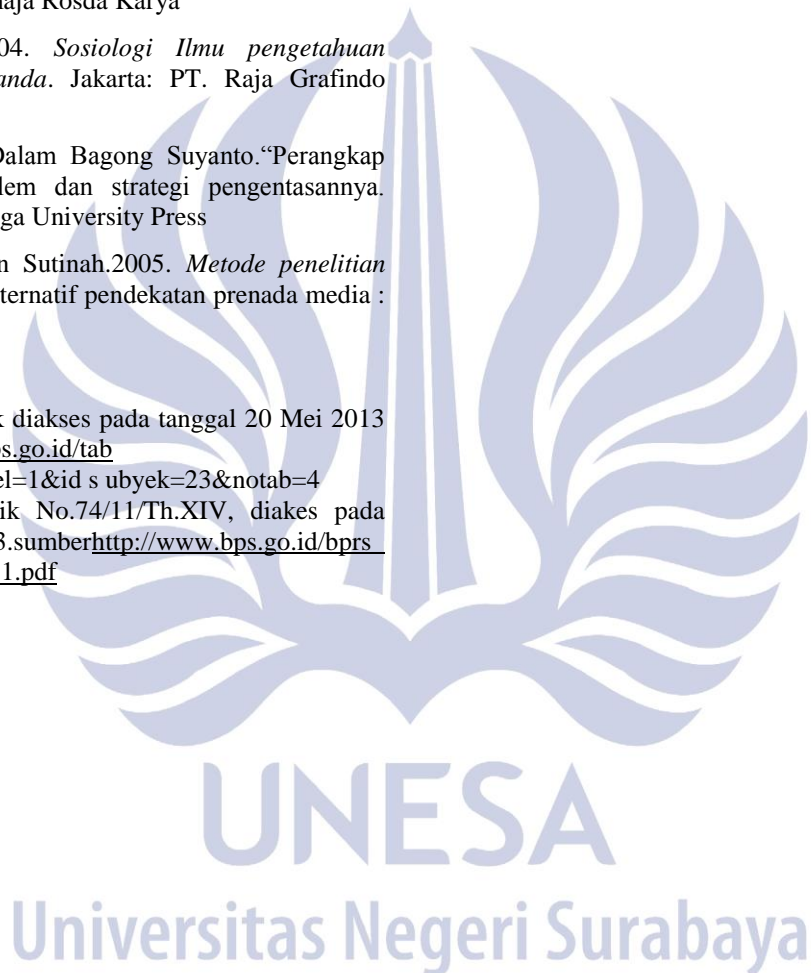 Rosda Karya
04. Sosiologi Ilmu pengetahuan
anda. Jakarta: PT. Raja Grafindo
Dalam Bagong Suyanto.“Perangkap
lem dan strategi pengentasannya.
ga University Press
n Sutinah.2005. Metode penelitian
ternatif pendekatan prenada media :
k diakses pada tanggal 20 Mei 2013
os.go.id/tab
el=1&id s ubyek=23&notab=4
ik No.74/11/Th.XIV, diakes pada
3.sumberhttp://www.bps.go.id/bprs_
1.pdf
UNESA
Universitas Negeri Surabaya